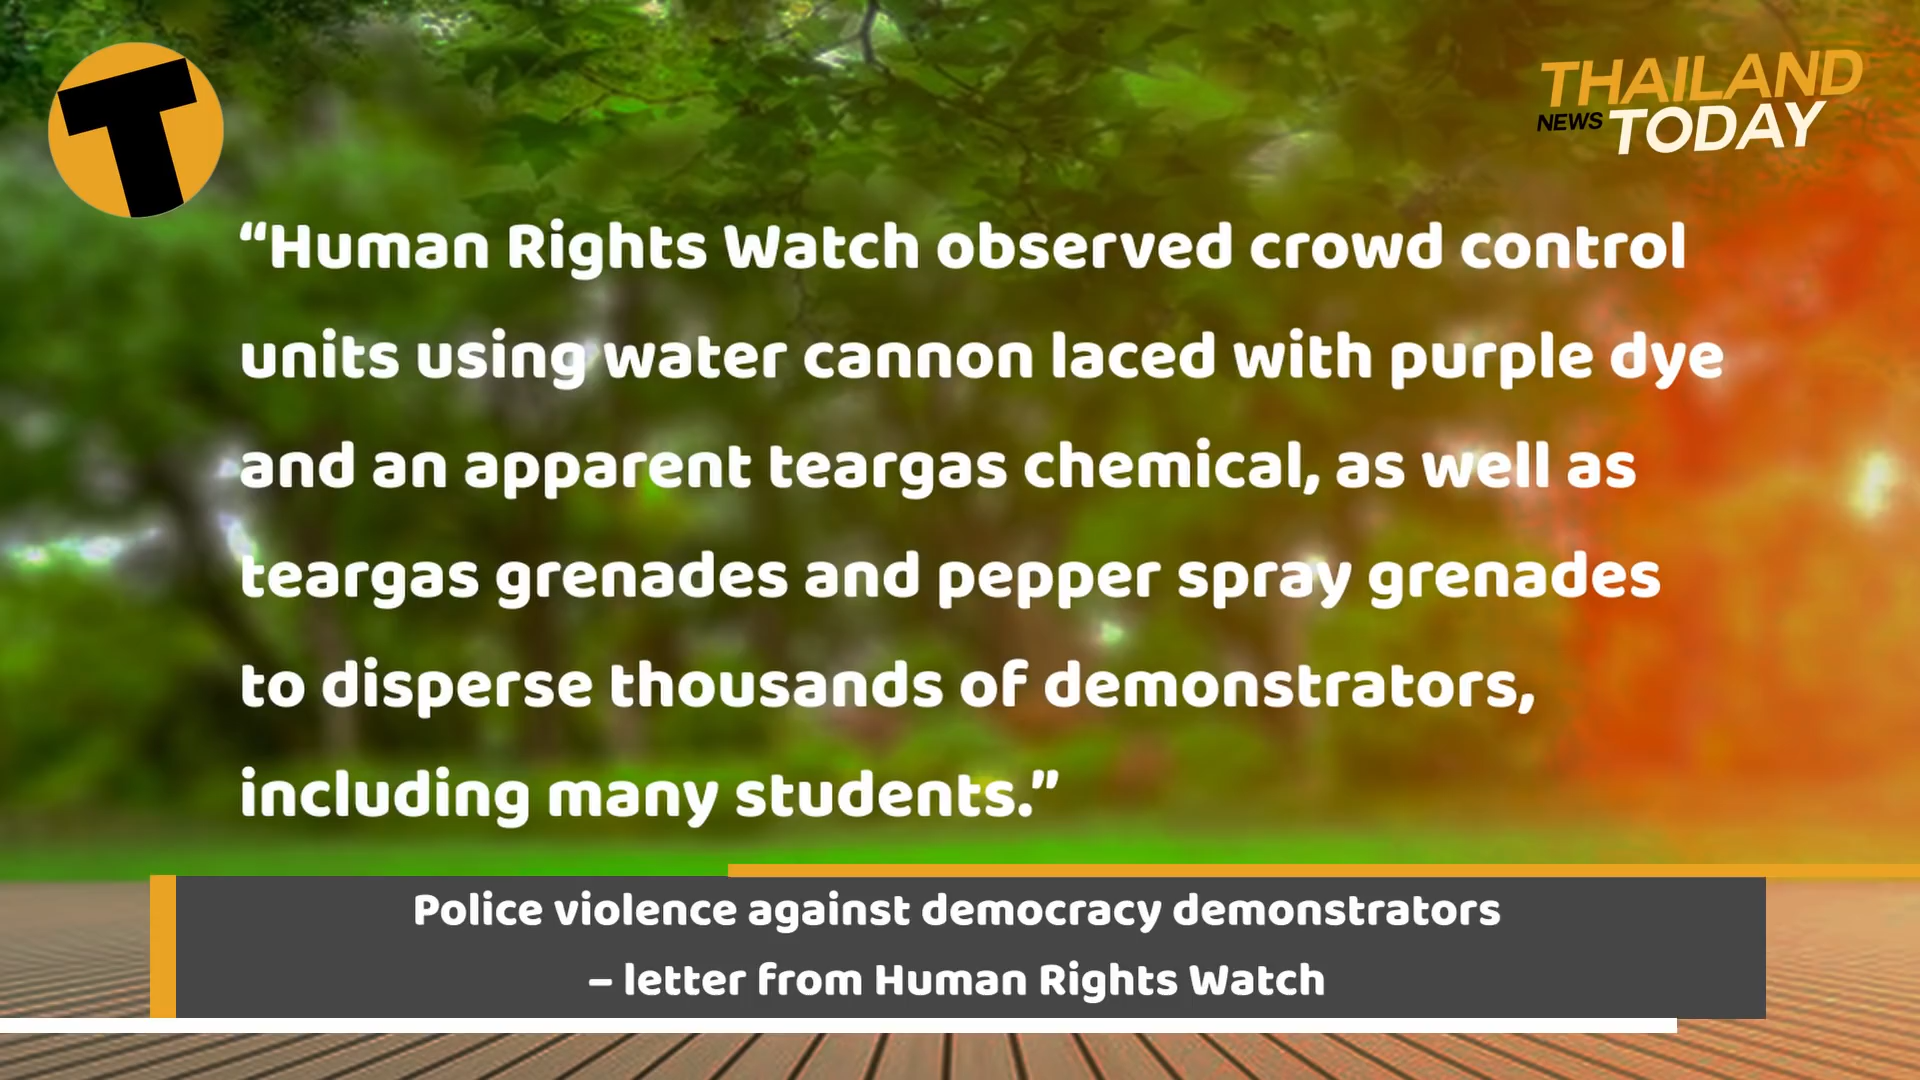 T
THAILAND
NEWS TODAY
“Human Rights Watch observed crowd control
units using water cannon laced with purple dye
and an apparent teargas chemical, as well as
teargas grenades and pepper spray grenades
to disperse thousands of demonstrators,
including many students.”
Police violence against democracy demonstrators
– letter from Human Rights Watch